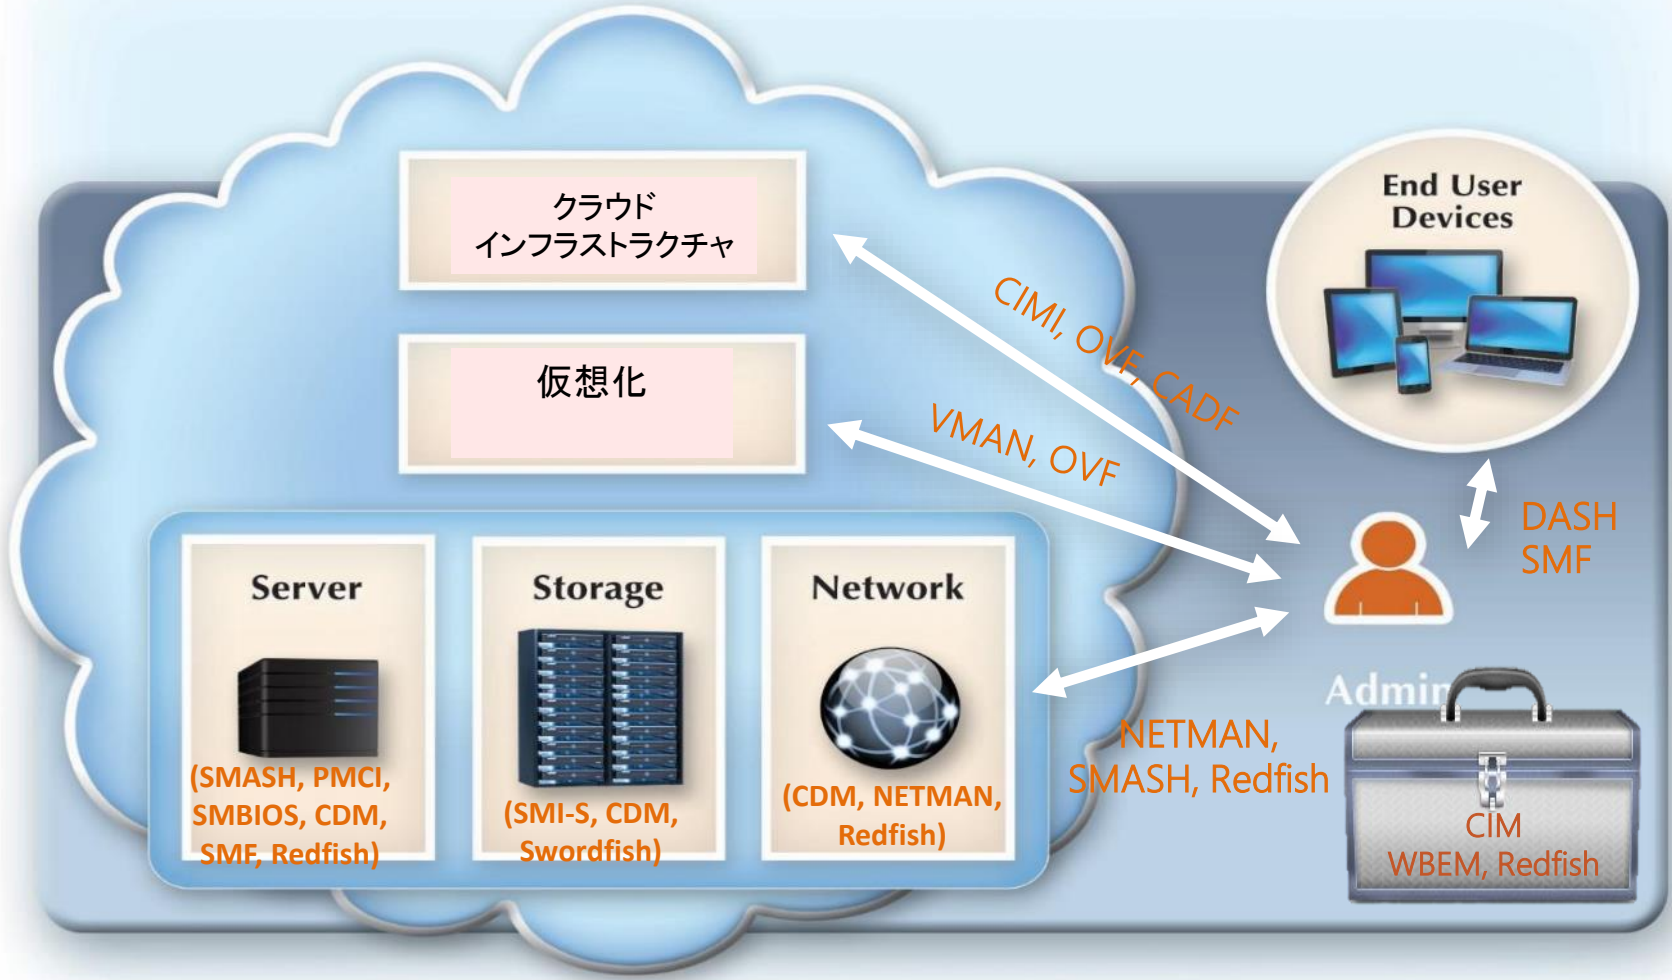 クラウド
インフラストラクチャ
仮想化
CIMI, OVF, CADF
VMAN, OVF
End User
Devices
DASH
SMF
Server
(SMASH, PMCI,
SMBIOS, CDM,
SMF, Redfish)
Storage
(SMI-S, CDM,
Swordfish)
Network
(CDM, NETMAN,
Redfish)
NETMAN,
SMASH, Redfish
Admin
CIM
WBEM, Redfish